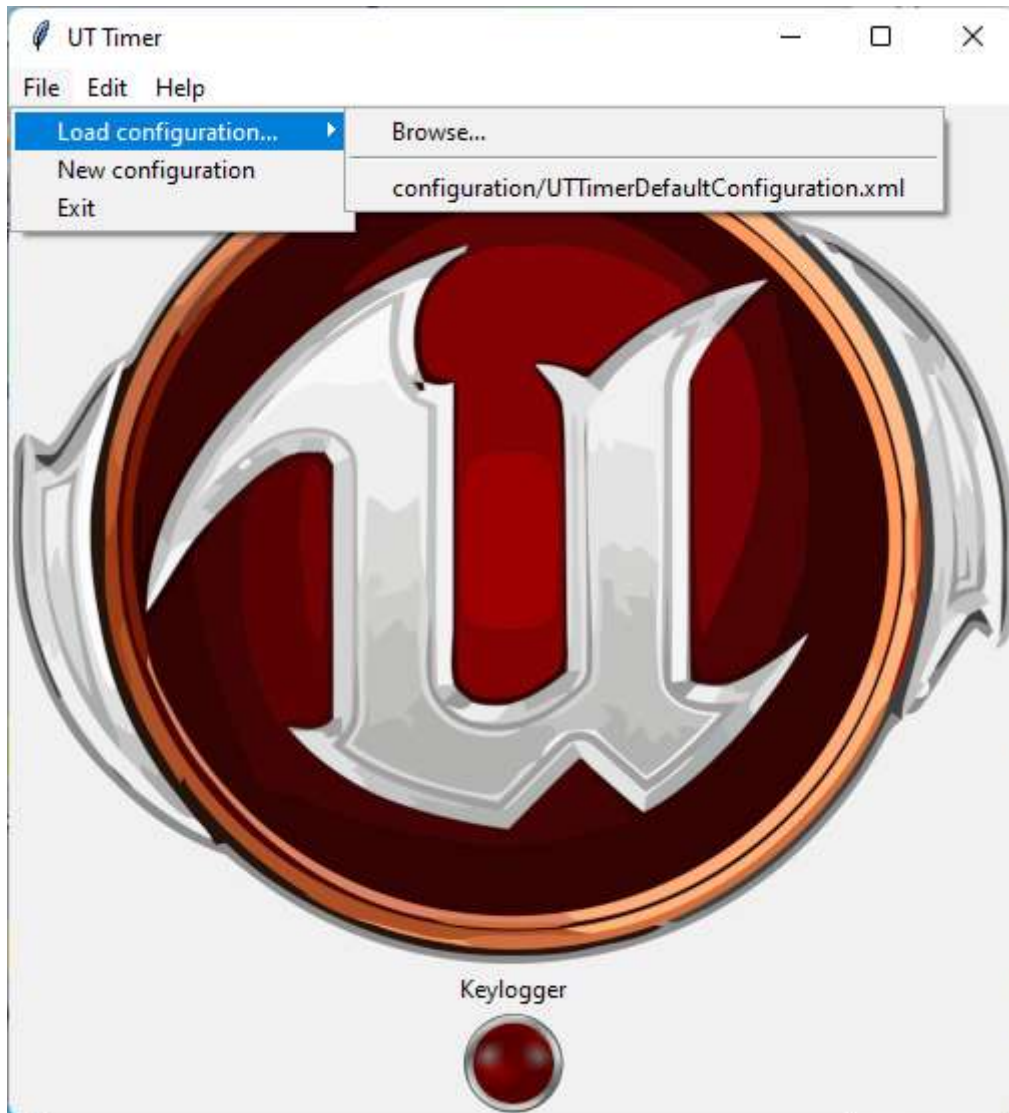 UT Timer
File Edit Help
Load configuration...
New configuration
Exit
Browse...
configuration/UTTimerDefaultConfiguration.xml
Keylogger